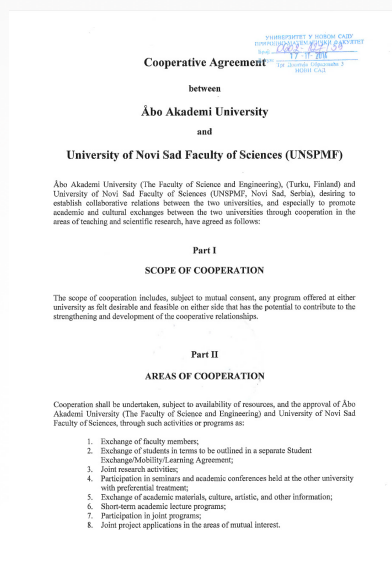 УНИВЕРЗИТЕТ У НОВОМ САДУ
ПРИРОДНО-МАТЕМАТИЧКИ ФАКУЛТЕТ
Трг Доситеја Обрадовића 3
НОВИ САД
Cooperative Agreement
between
Åbo Akademi University
and
University of Novi Sad Faculty of Sciences (UNSPMF)
Åbo Akademi University (The Faculty of Science and Engineering), (Turku, Finland) and
University of Novi Sad Faculty of Sciences (UNSPMF, Novi Sad, Serbia), desiring to
establish collaborative relations between the two universities, and especially to promote
academic and cultural exchanges between the two universities through cooperation in the
areas of teaching and scientific research, have agreed as follows:
Part I
SCOPE OF COOPERATION
The scope of cooperation includes, subject to mutual consent, any program offered at either
university as felt desirable and feasible on either side that has the potential to contribute to the
strengthening and development of the cooperative relationships.
Part II
AREAS OF COOPERATION
Cooperation shall be undertaken, subject to availability of resources, and the approval of Åbo
Akademi University (The Faculty of Science and Engineering) and University of Novi Sad
Faculty of Sciences, through such activities or programs as:
1. Exchange of faculty members;
2. Exchange of students in terms to be outlined in a separate Student
Exchange/Mobility/Learning Agreement;
3. Joint research activities;
4. Participation in seminars and academic conferences held at the other university
with preferential treatment;
5. Exchange of academic materials, culture, artistic, and other information;
6. Short-term academic lecture programs;
7. Participation in joint programs;
8. Joint project applications in the areas of mutual interest.